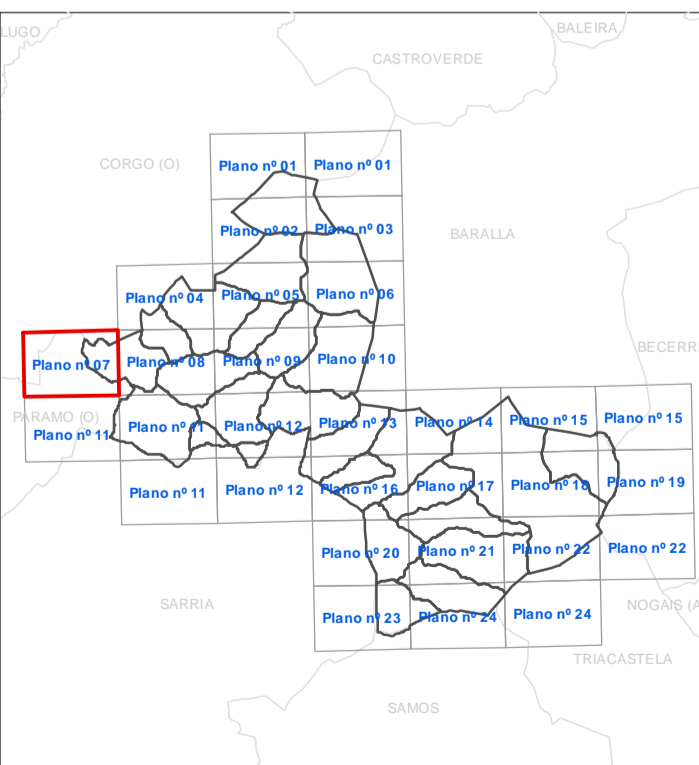 LUGO
BALEIRA
CASTROVERDE
CORGO (O)
Plano nº 01
Plano nº 01
Plano nº 02
Plano nº 03
BARALLA
Plano nº 04
Plano nº 05
Plano nº 06
BECERR
Plano nº 07
Plano nº 08
Plano nº 09
Plano nº 10
PARAMO (O)
Plano nº 11
Plano nº 11
Plano nº 12
Plano nº 13
Plano nº 14
Plano nº 15
Plano nº 15
Plano nº 11
Plano nº 12
Plano nº 16
Plano nº 17
Plano nº 18
Plano nº 19
Plano nº 20
Plano nº 21
Plano nº 22
Plano nº 22
SARRIA
Plano nº 23
Plano nº 24
Plano nº 24
NOGAIS (A
TRIACASTELA
SAMOS